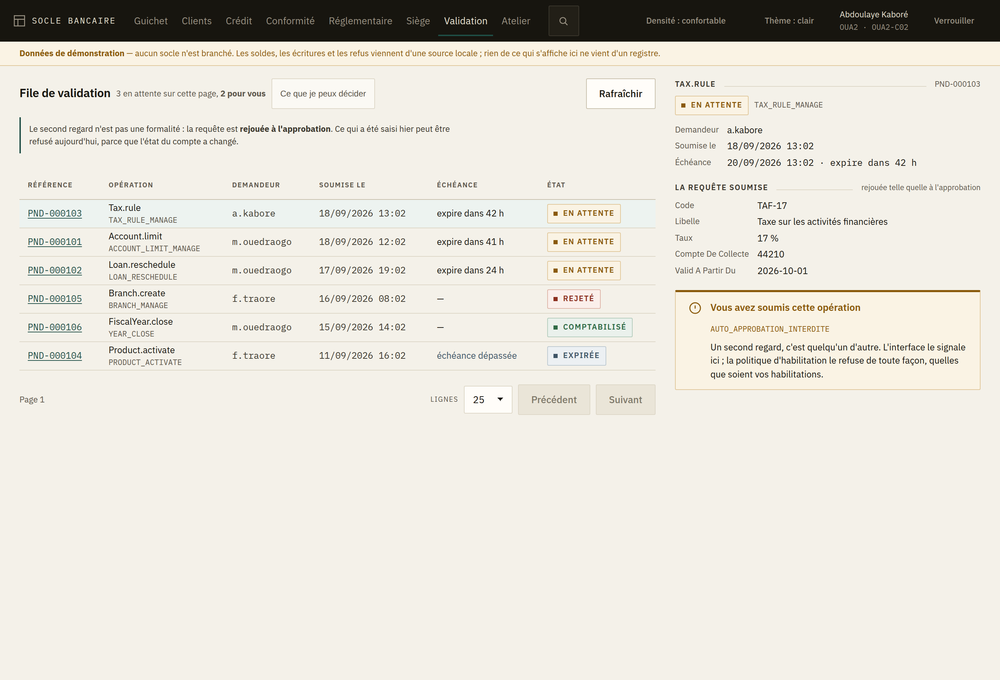 SOCLE BANCAIRE
Guichet
Clients
Crédit
Conformité
Réglementaire
Siège
Validation
Atelier
Densité : confortable
Thème : clair
Abdoulaye Kaboré
OUA2 · OUA2-C02
Verrouiller
Données de démonstration — aucun socle n'est branché. Les soldes, les écritures et les refus viennent d'une source locale ; rien de ce qui s'affiche ici ne vient d'un registre.
File de validation 3 en attente sur cette page, 2 pour vous
Ce que je peux décider
Rafraîchir
Le second regard n'est pas une formalité : la requête est rejouée à l'approbation. Ce qui a été saisi hier peut être
refusé aujourd'hui, parce que l'état du compte a changé.
RÉFÉRENCE OPÉRATION DEMANDEUR SOUMISE LE ÉCHÉANCE ÉTAT
PND-000103 Tax.rule a.kabore 18/09/2026 13:02 expire dans 42 h EN ATTENTE
TAX_RULE_MANAGE
PND-000101 Account.limit m.ouedraogo 18/09/2026 12:02 expire dans 41 h EN ATTENTE
ACCOUNT_LIMIT_MANAGE
PND-000102 Loan.reschedule m.ouedraogo 17/09/2026 19:02 expire dans 24 h EN ATTENTE
LOAN_RESCHEDULE
PND-000105 Branch.create f.traore 16/09/2026 08:02 — REJETÉ
BRANCH_MANAGE
PND-000106 FiscalYear.close m.ouedraogo 15/09/2026 14:02 — COMPTABILISÉ
YEAR_CLOSE
PND-000104 Product.activate f.traore 11/09/2026 16:02 échéance dépassée EXPIRÉE
PRODUCT_ACTIVATE
Page 1
LIGNES 25
Précédent
Suivant
TAX.RULE PND-000103
EN ATTENTE TAX_RULE_MANAGE
Demandeur a.kabore
Soumise le 18/09/2026 13:02
Échéance 20/09/2026 13:02 · expire dans 42 h
LA REQUÊTE SOUMISE rejouée telle quelle à l'approbation
Code TAF-17
Libelle Taxe sur les activités financières
Taux 17 %
Compte De Collecte 44210
Valid A Partir Du 2026-10-01
Vous avez soumis cette opération
AUTO_APPROBATION_INTERDITE
Un second regard, c'est quelqu'un d'autre. L'interface le signale
ici ; la politique d'habilitation le refuse de toute façon, quelles
que soient vos habilitations.